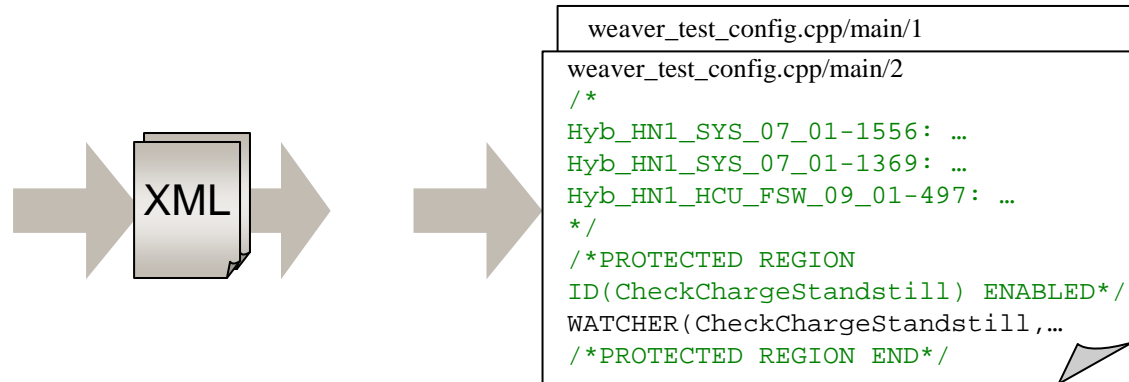 XML
weaver_test_config.cpp/main/1
weaver_test_config.cpp/main/2
/*
Hyb_HN1_SYS_07_01-1556: …
Hyb_HN1_SYS_07_01-1369: …
Hyb_HN1_HCU_FSW_09_01-497: …
*/
/*PROTECTED REGION
ID(CheckChargeStandstill) ENABLED*/
WATCHER(CheckChargeStandstill,…
/*PROTECTED REGION END*/